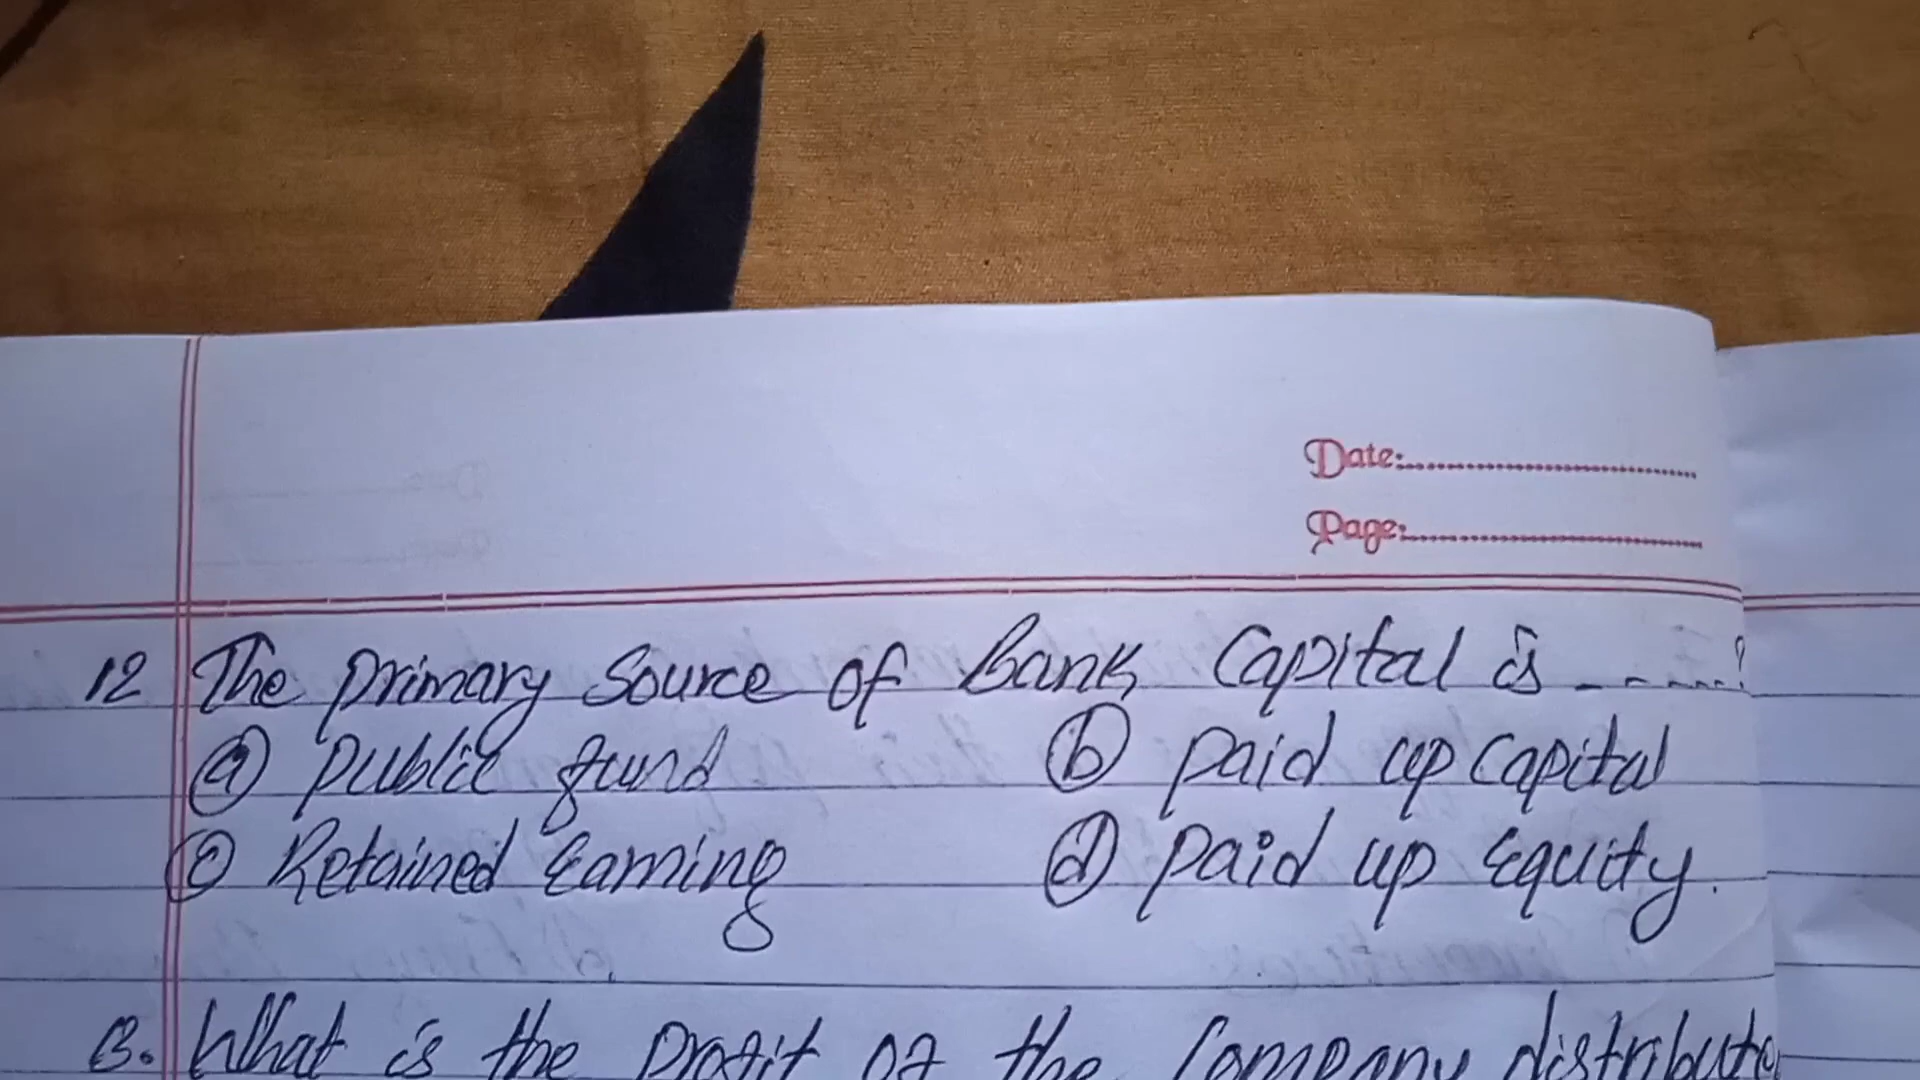 Date:
Page:
12 The primary Source of Bank Capital is -----?
(a) public fund (b) paid up capital
(c) Retained Earning (d) paid up Equity.
13. What is the Profit of the Company distribute